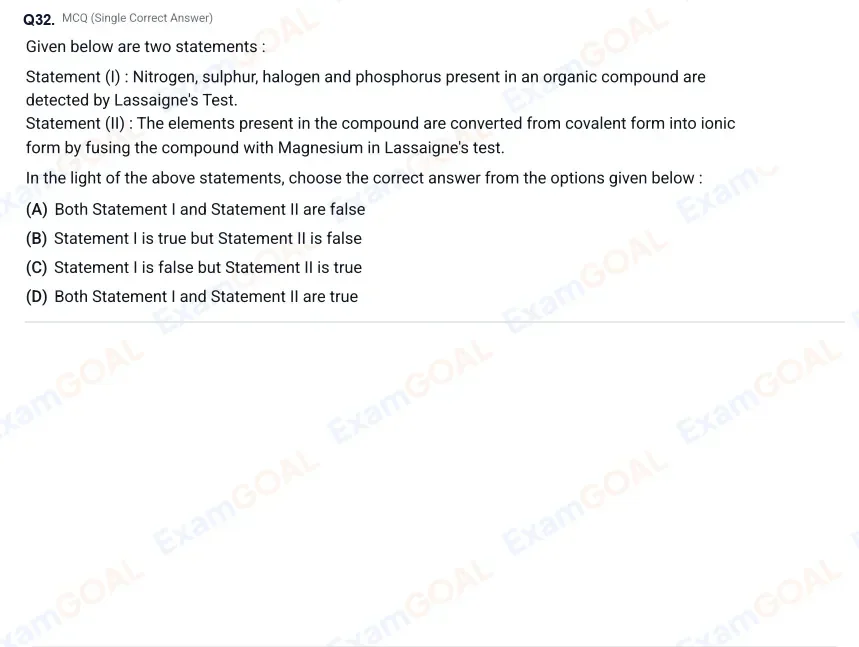 Q32. MCQ (Single Correct Answer)
Given below are two statements :
Statement (I) : Nitrogen, sulphur, halogen and phosphorus present in an organic compound are
detected by Lassaigne's Test.
Statement (II) : The elements present in the compound are converted from covalent form into ionic
form by fusing the compound with Magnesium in Lassaigne's test.
In the light of the above statements, choose the correct answer from the options given below :
(A) Both Statement I and Statement II are false
(B) Statement I is true but Statement II is false
(C) Statement I is false but Statement II is true
(D) Both Statement I and Statement II are true
ExamGOAL